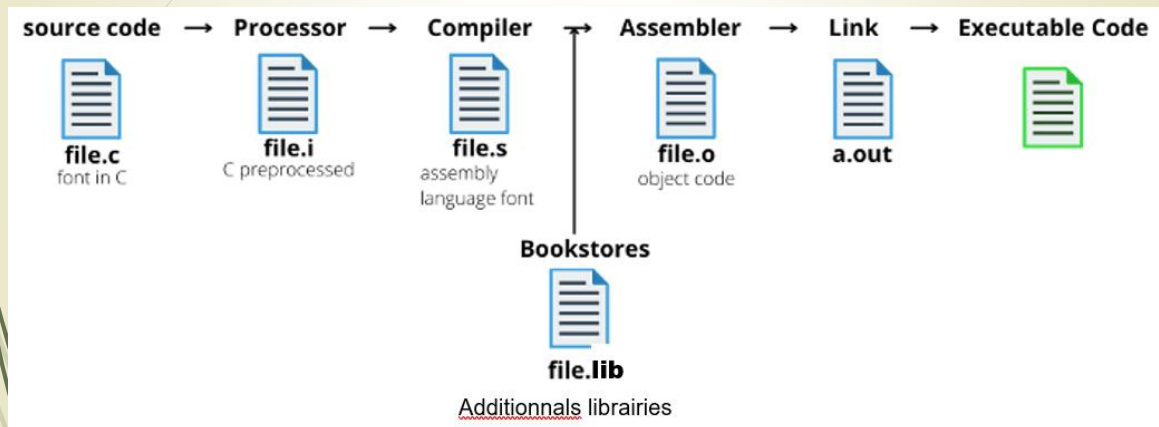 source code → Processor → Compiler → Assembler → Link → Executable Code
file.c
font in C
file.i
C preprocessed
file.s
assembly
language font
file.o
object code
a.out
Bookstores
file.lib
Additionnals librairies